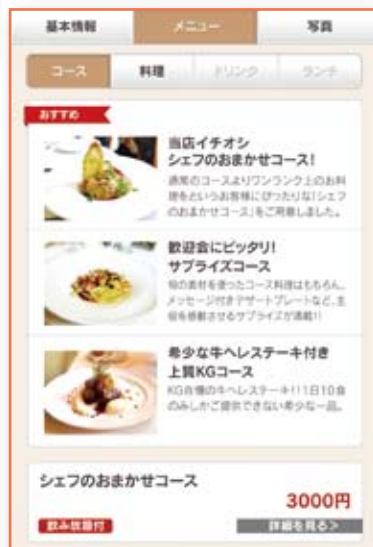 基本情報
メニュー
写真
コース
料理
ドリンク
ランチ
おすすめ
当店イチオシ
シェフのおまかせコース!
通常のコースよりワンランク上のお料
理をというお客様にぴったりな!シェフ
のおまかせコース」をご用意しました。
歓迎会にピッタリ!
サプライズコース
旬の素材を使ったコース料理はもちろん、
メッセージ付きデザートプレートなど、主
役を感動させるサプライズが満載!!
希少な牛ヘレステーキ付き
上質KGコース
KG自慢の牛ヘレステーキ!!1日10食
のみしかご提供できない希少な一品。
シェフのおまかせコース
3000円
飲み放題付
詳細を見る>